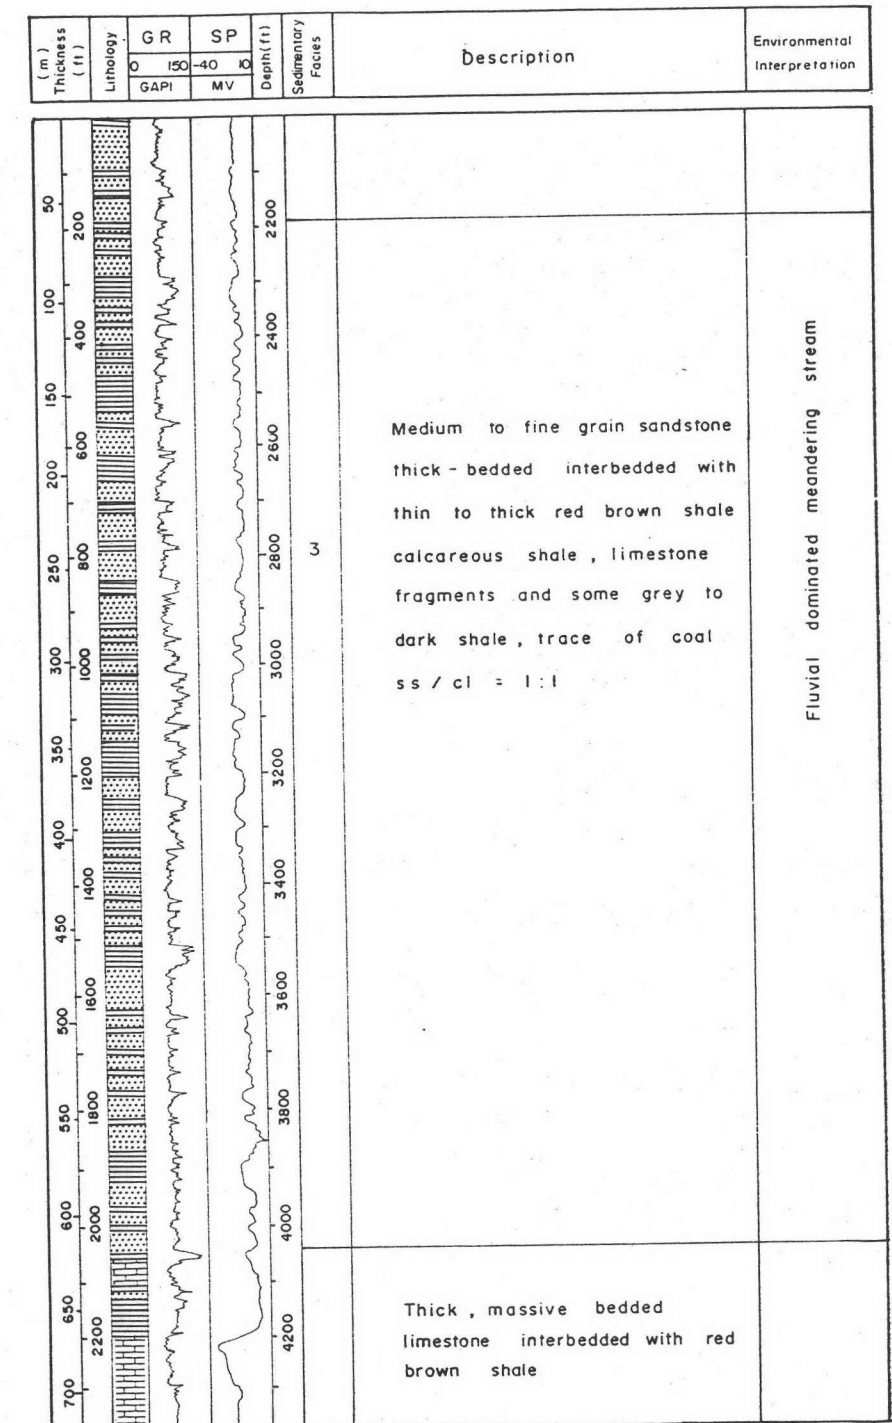 (m)
Thickness
(ft)
Lithology
GR
0 150
GAPI
SP
-40 10
MV
Depth(ft)
Sedimentary
Facies
Description
Environmental
Interpretation
50
100
150
200
250
300
350
400
450
500
550
600
650
700
200
400
600
800
1000
1200
1400
1600
1800
2000
2200
2200
2400
2600
2800
3000
3200
3400
3600
3800
4000
4200
3
Medium to fine grain sandstone
thick-bedded interbedded with
thin to thick red brown shale
calcareous shale, limestone
fragments and some grey to
dark shale, trace of coal
ss/cl = 1:1
Fluvial dominated meandering stream
Thick, massive bedded
limestone interbedded with red
brown shale